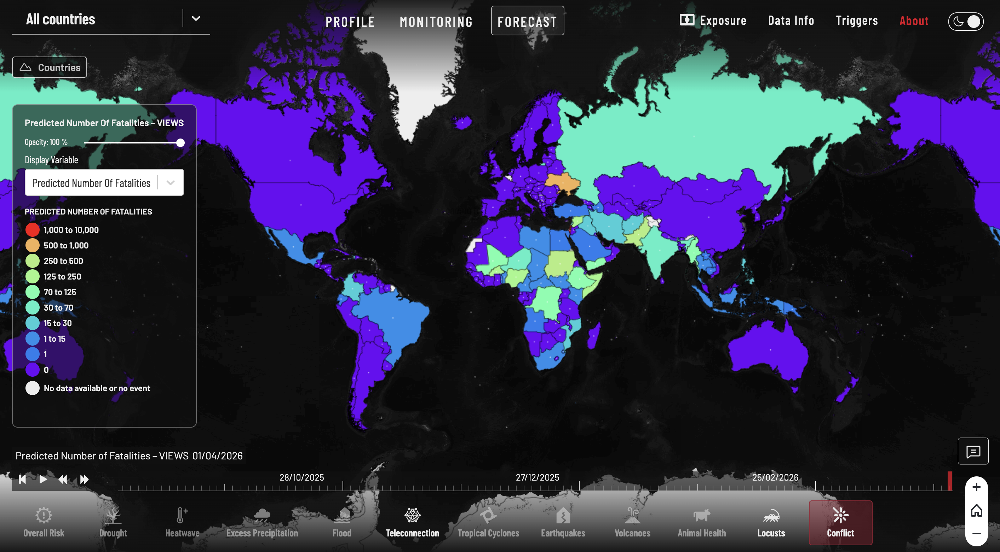 All countries
PROFILE MONITORING FORECAST
Exposure Data Info Triggers About
Countries
Predicted Number Of Fatalities – VIEWS
Opacity: 100 %
Display Variable
Predicted Number Of Fatalities
PREDICTED NUMBER OF FATALITIES
1,000 to 10,000
500 to 1,000
250 to 500
125 to 250
70 to 125
30 to 70
15 to 30
1 to 15
1
0
No data available or no event
Predicted Number of Fatalities – VIEWS 01/04/2026
28/10/2025 27/12/2025 25/02/2026
Overall Risk Drought Heatwave Excess Precipitation Flood Teleconnection Tropical Cyclones Earthquakes Volcanoes Animal Health Locusts Conflict